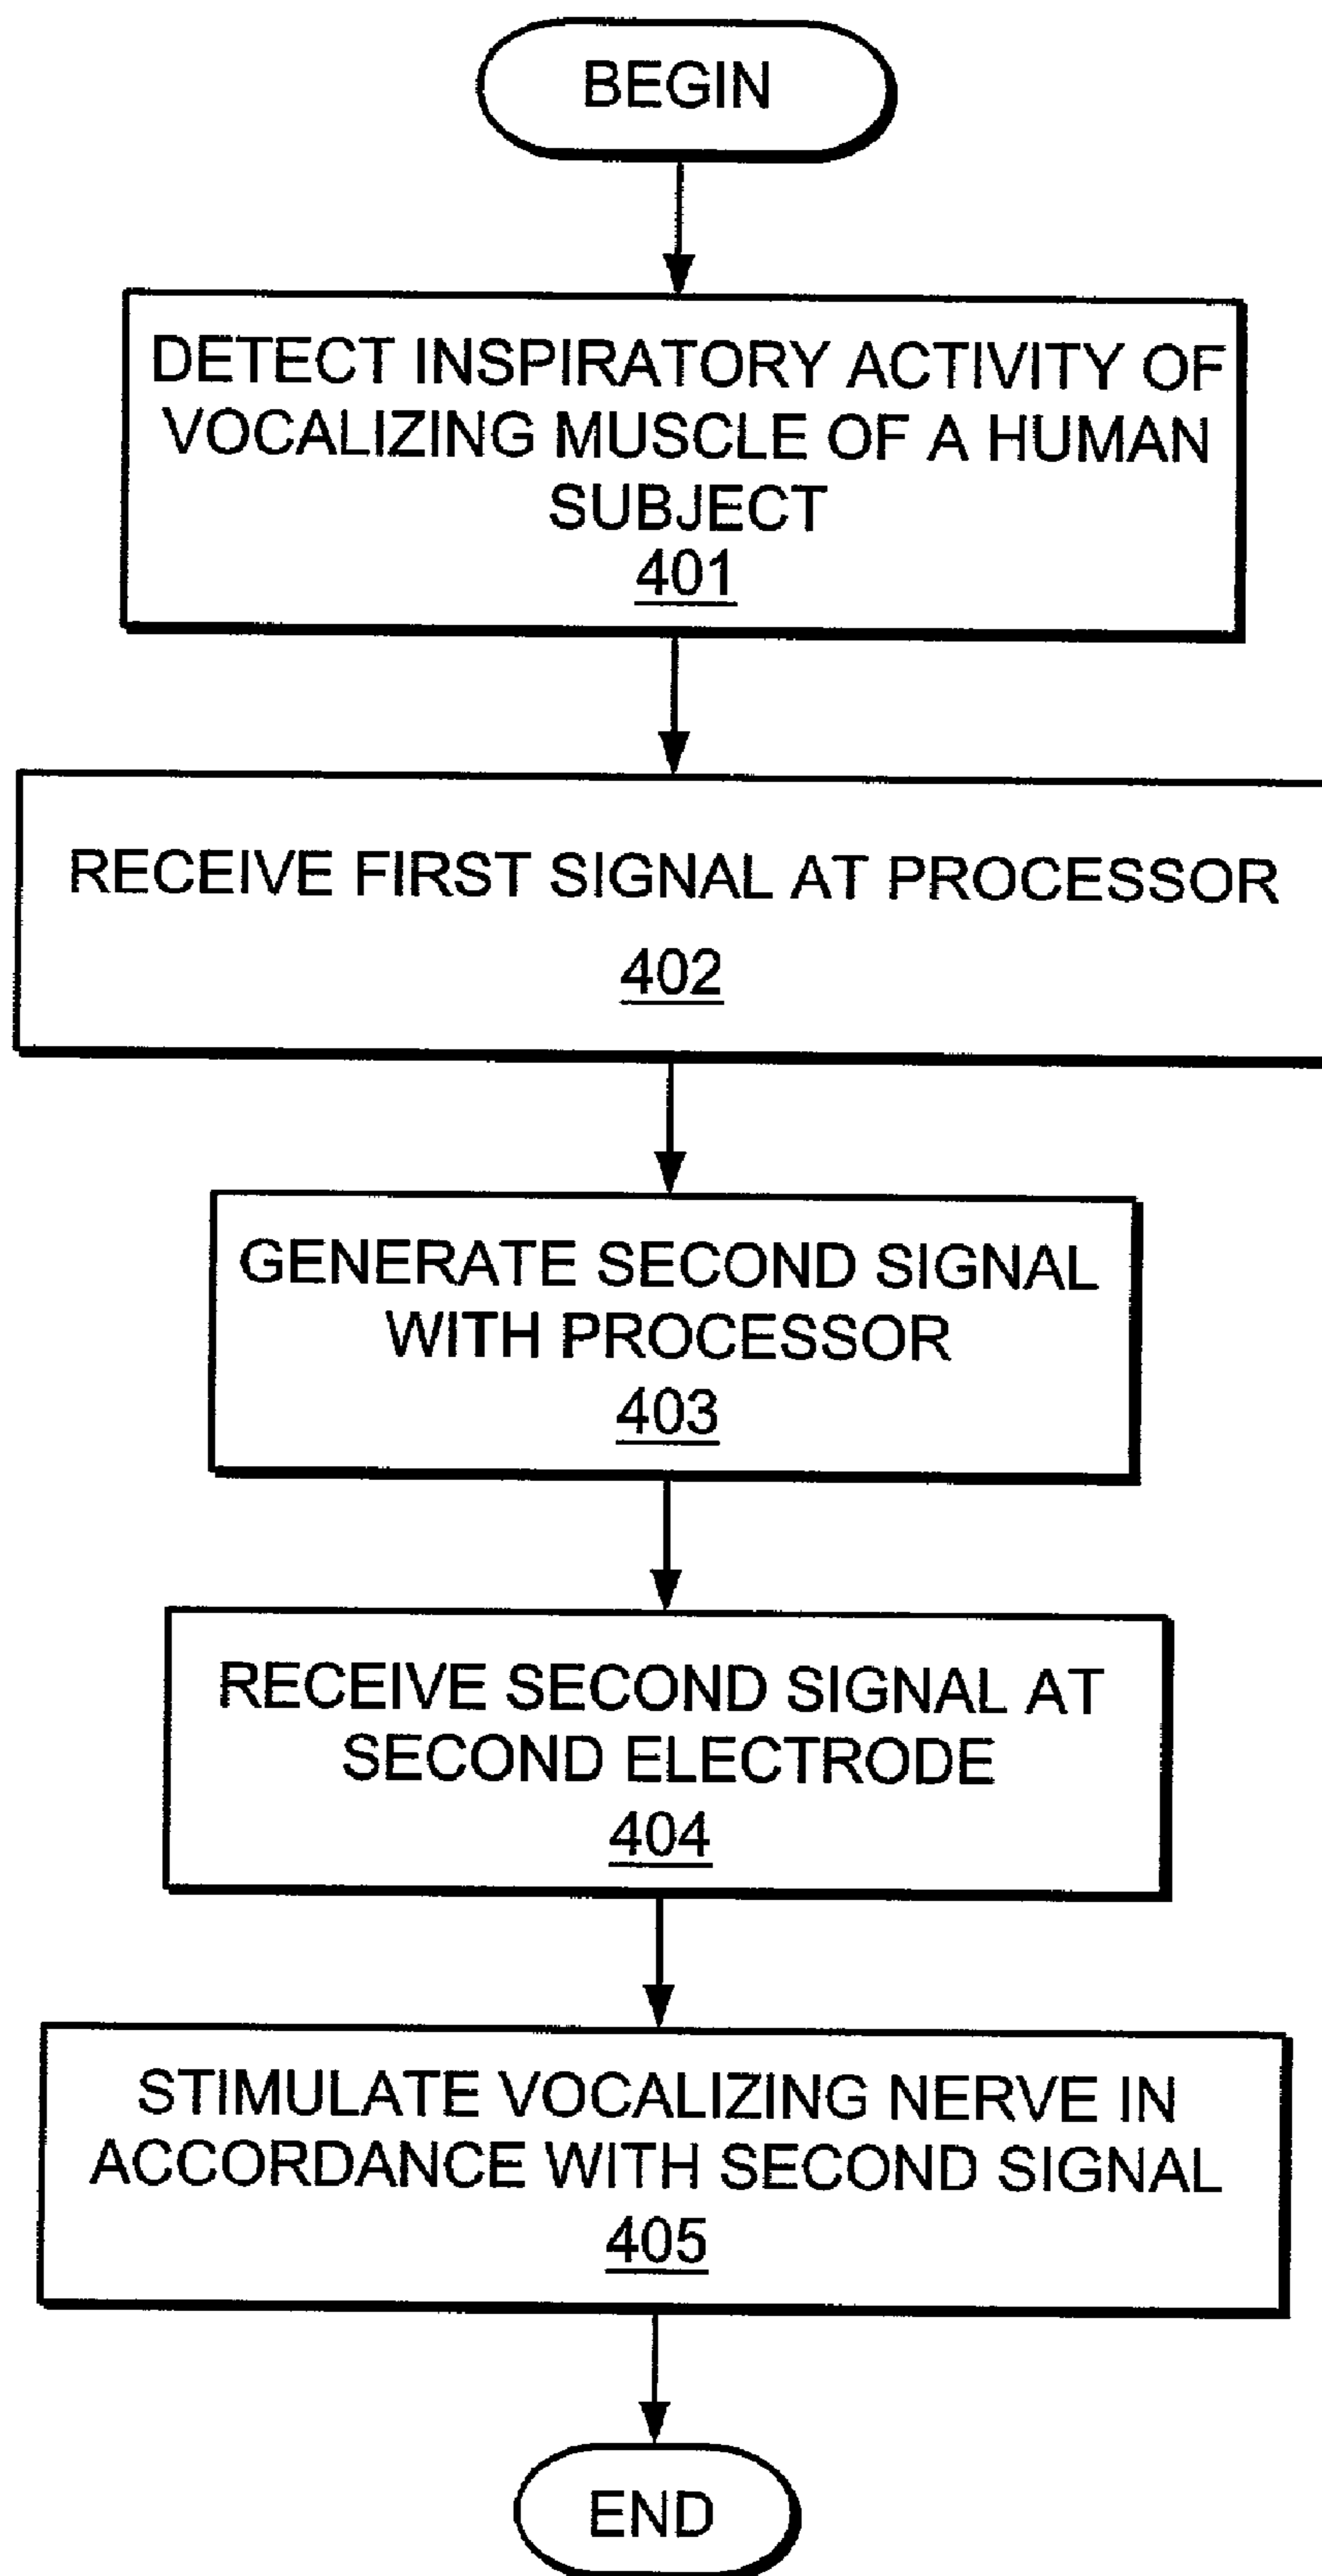 BEGIN
DETECT INSPIRATORY ACTIVITY OF
VOCALIZING MUSCLE OF A HUMAN
SUBJECT
401
RECEIVE FIRST SIGNAL AT PROCESSOR
402
GENERATE SECOND SIGNAL
WITH PROCESSOR
403
RECEIVE SECOND SIGNAL AT
SECOND ELECTRODE
404
STIMULATE VOCALIZING NERVE IN
ACCORDANCE WITH SECOND SIGNAL
405
END